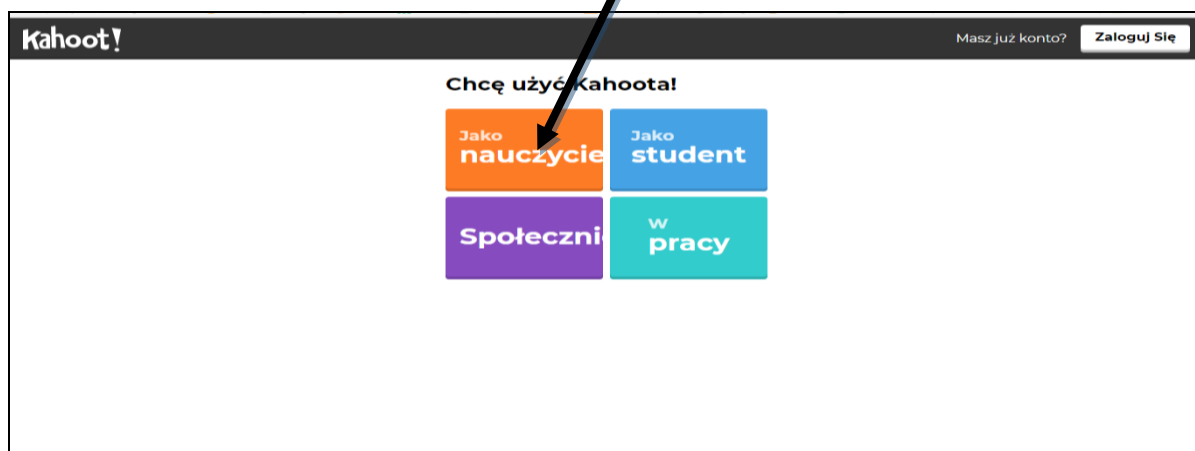 Kahoot!
Masz już konto? Zaloguj Się
Chcę użyć Kahoota!
Jako
nauczycie
Jako
student
Społeczni
w
pracy